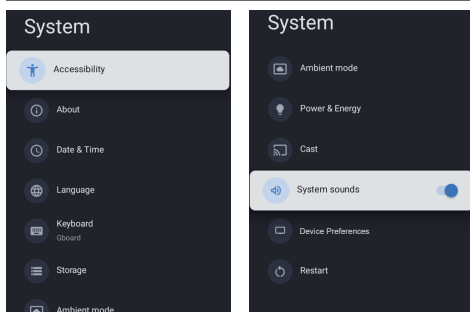 System
Accessibility
About
Date & Time
Language
Keyboard
Gboard
Storage
Ambient mode
System
Ambient mode
Power & Energy
Cast
System sounds
Device Preferences
Restart